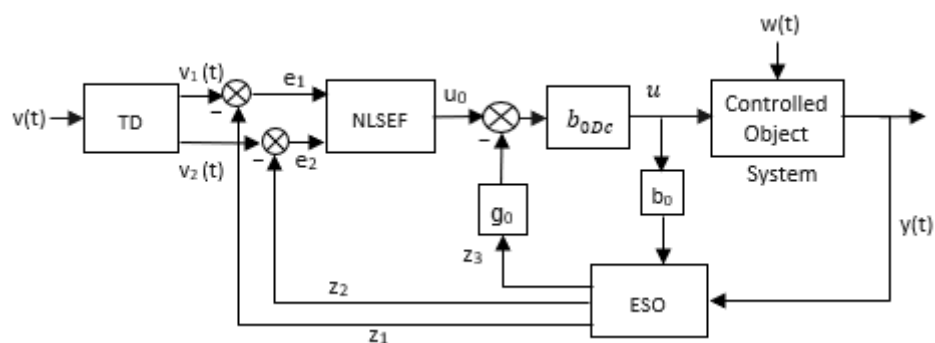 w(t)
v(t)
TD
v₁ (t)
v₂ (t)
−
−
e₁
e₂
NLSEF
u₀
−
b₀Dc
u
Controlled
Object
System
b₀
g₀
y(t)
z₃
z₂
z₁
ESO